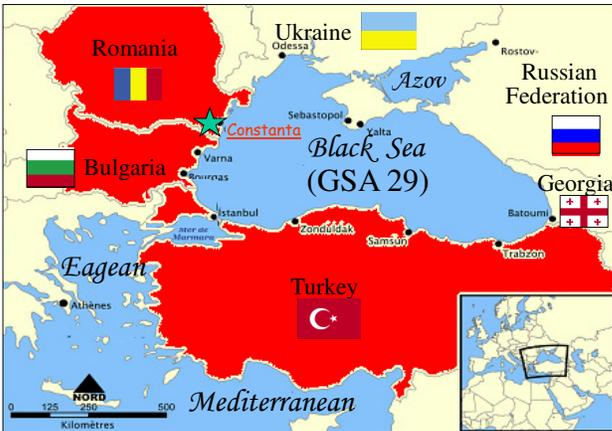 Romania
Ukraine
Odessa
Rostov-
Azov
Russian
Federation
Sebastopol
Yalta
Constanta
Black Sea
(GSA 29)
Varna
Bulgaria
Bourgas
Georgia
Batoumi
Istanbul
Zonduldak
Samsun
Trabzon
Mer de
Marmara
Eagean
Athènes
Turkey
NORD
0 125 250 500
Kilomètres
Mediterranean